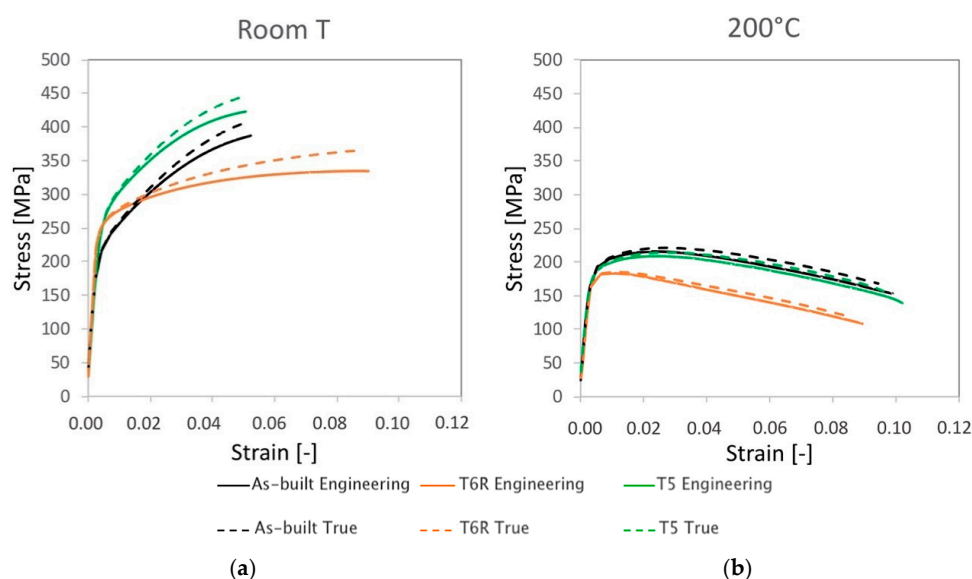 Room T
200°C
500
450
400
350
300
250
200
150
100
50
0
Stress [MPa]
0.00 0.02 0.04 0.06 0.08 0.10 0.12
Strain [-]
500
450
400
350
300
250
200
150
100
50
0
Stress [MPa]
0.00 0.02 0.04 0.06 0.08 0.10 0.12
Strain [-]
As-built Engineering T6R Engineering T5 Engineering
As-built True T6R True T5 True
(a) (b)